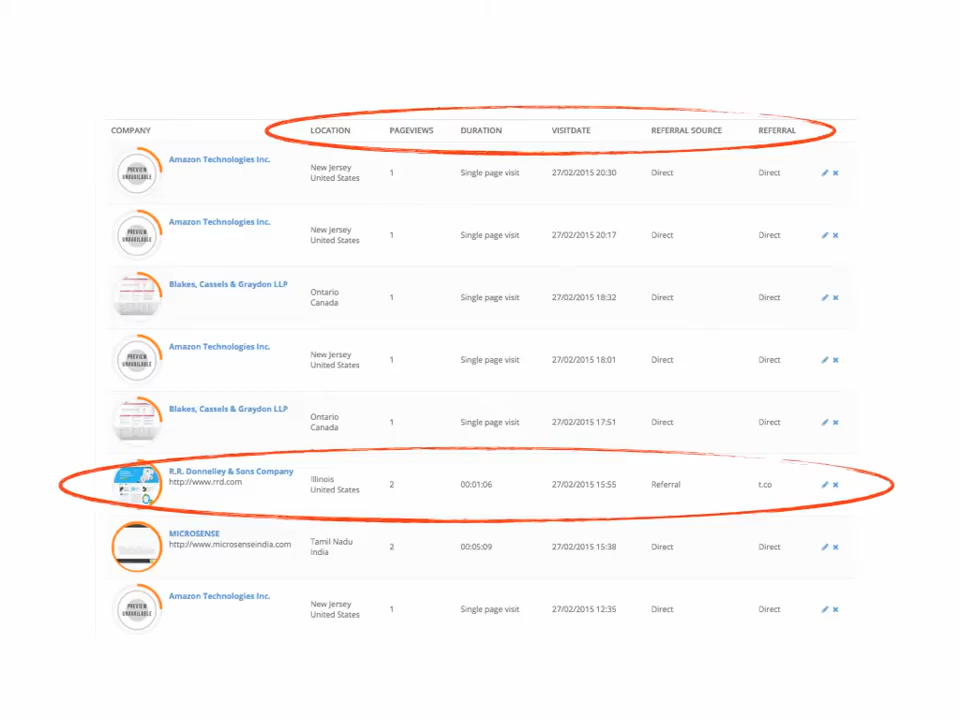 COMPANY LOCATION PAGEVIEWS DURATION VISITDATE REFERRAL SOURCE REFERRAL
PREVIEW UNAVAILABLE
Amazon Technologies Inc.
New Jersey
United States
1 Single page visit 27/02/2015 20:30 Direct Direct
PREVIEW UNAVAILABLE
Amazon Technologies Inc.
New Jersey
United States
1 Single page visit 27/02/2015 20:17 Direct Direct
Blakes, Cassels & Graydon LLP
Ontario
Canada
1 Single page visit 27/02/2015 18:32 Direct Direct
PREVIEW UNAVAILABLE
Amazon Technologies Inc.
New Jersey
United States
1 Single page visit 27/02/2015 18:01 Direct Direct
Blakes, Cassels & Graydon LLP
Ontario
Canada
1 Single page visit 27/02/2015 17:51 Direct Direct
R.R. Donnelley & Sons Company
http://www.rrd.com
Illinois
United States
2 00:01:06 27/02/2015 15:55 Referral t.co
MICROSENSE
http://www.microsenseindia.com
Tamil Nadu
India
2 00:05:09 27/02/2015 15:38 Direct Direct
PREVIEW UNAVAILABLE
Amazon Technologies Inc.
New Jersey
United States
1 Single page visit 27/02/2015 12:35 Direct Direct